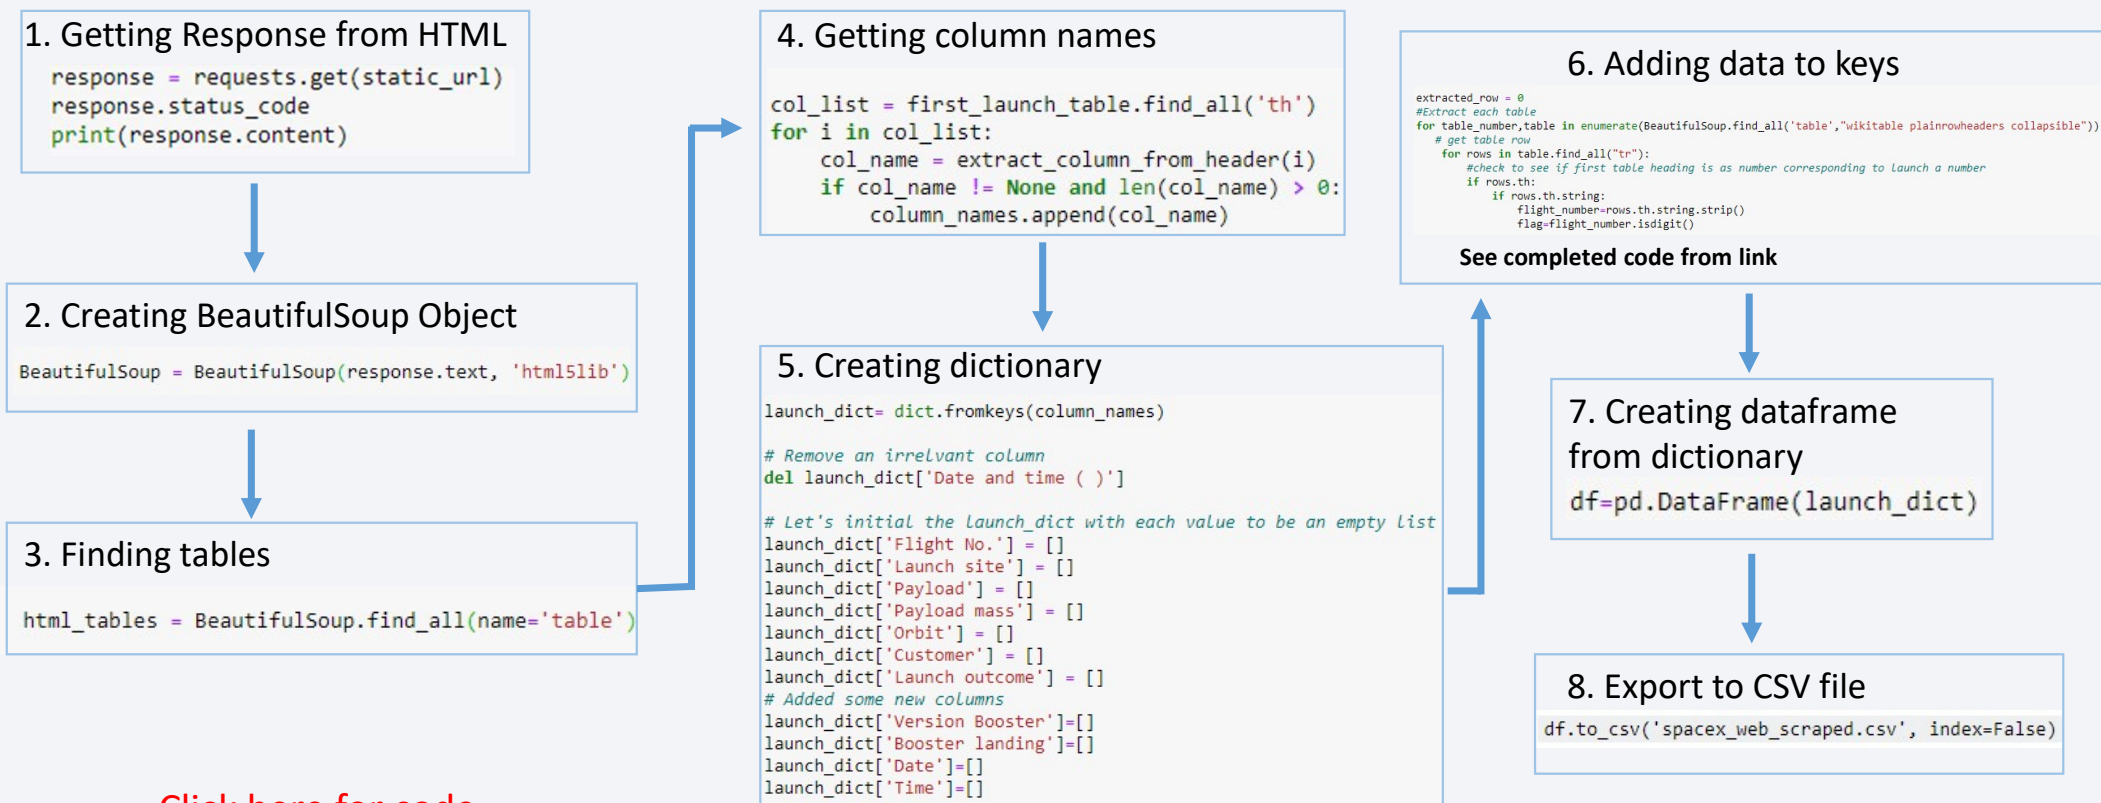 1. Getting Response from HTML
response = requests.get(static_url)
response.status_code
print(response.content)
2. Creating BeautifulSoup Object
BeautifulSoup = BeautifulSoup(response.text, 'html5lib')
3. Finding tables
html_tables = BeautifulSoup.find_all(name='table')
4. Getting column names
col_list = first_launch_table.find_all('th')
for i in col_list:
    col_name = extract_column_from_header(i)
    if col_name != None and len(col_name) > 0:
        column_names.append(col_name)
5. Creating dictionary
launch_dict= dict.fromkeys(column_names)
# Remove an irrelvant column
del launch_dict['Date and time ( )']
# Let's initial the launch_dict with each value to be an empty list
launch_dict['Flight No.'] = []
launch_dict['Launch site'] = []
launch_dict['Payload'] = []
launch_dict['Payload mass'] = []
launch_dict['Orbit'] = []
launch_dict['Customer'] = []
launch_dict['Launch outcome'] = []
# Added some new columns
launch_dict['Version Booster']=[]
launch_dict['Booster landing']=[]
launch_dict['Date']=[]
launch_dict['Time']=[]
6. Adding data to keys
extracted_row = 0
#Extract each table
for table_number,table in enumerate(BeautifulSoup.find_all('table',"wikitable plainrowheaders collapsible"))
   # get table row
    for rows in table.find_all("tr"):
        #check to see if first table heading is as number corresponding to launch a number
        if rows.th:
            if rows.th.string:
                flight_number=rows.th.string.strip()
                flag=flight_number.isdigit()
See completed code from link
7. Creating dataframe
from dictionary
df=pd.DataFrame(launch_dict)
8. Export to CSV file
df.to_csv('spacex_web_scraped.csv', index=False)
Click here for code